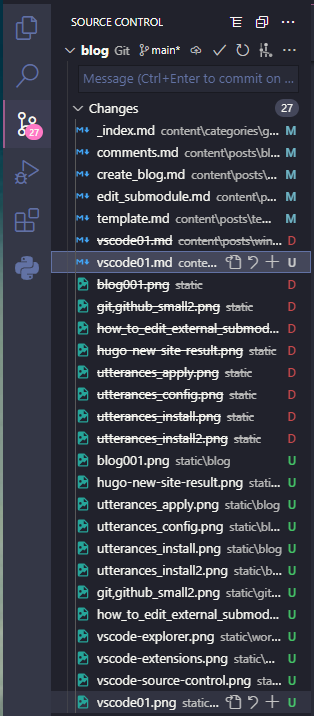 SOURCE CONTROL
blog Git main*
Message (Ctrl+Enter to commit on ...
Changes 27
27
_index.md content\categories\g... M
comments.md content\posts\bl... M
create_blog.md content\posts\... M
edit_submodule.md content\p... M
template.md content\posts\te... M
vscode01.md content\posts\win... D
vscode01.md conte... U
blog001.png static D
git,github_small2.png static D
how_to_edit_external_submod... D
hugo-new-site-result.png static D
utterances_apply.png static D
utterances_config.png static D
utterances_install.png static D
utterances_install2.png static D
blog001.png static\blog U
hugo-new-site-result.png stati... U
utterances_apply.png static\blog U
utterances_config.png static\bl... U
utterances_install.png static\blog U
utterances_install2.png static\b... U
git,github_small2.png static\git... U
how_to_edit_external_submod... U
vscode-explorer.png static\wor... U
vscode-extensions.png static\... U
vscode-source-control.png sta... U
vscode01.png static... U